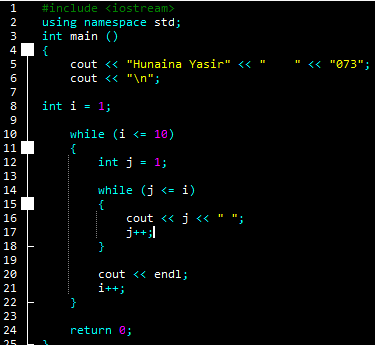 1 #include <iostream>
2 using namespace std;
3 int main ()
4 {
5 cout << "Hunaina Yasir" << "    " << "073";
6 cout << "\n";
7
8 int i = 1;
9
10 while (i <= 10)
11 {
12 int j = 1;
13
14 while (j <= i)
15 {
16 cout << j << " ";
17 j++;
18 }
19
20 cout << endl;
21 i++;
22 }
23
24 return 0;
25 }